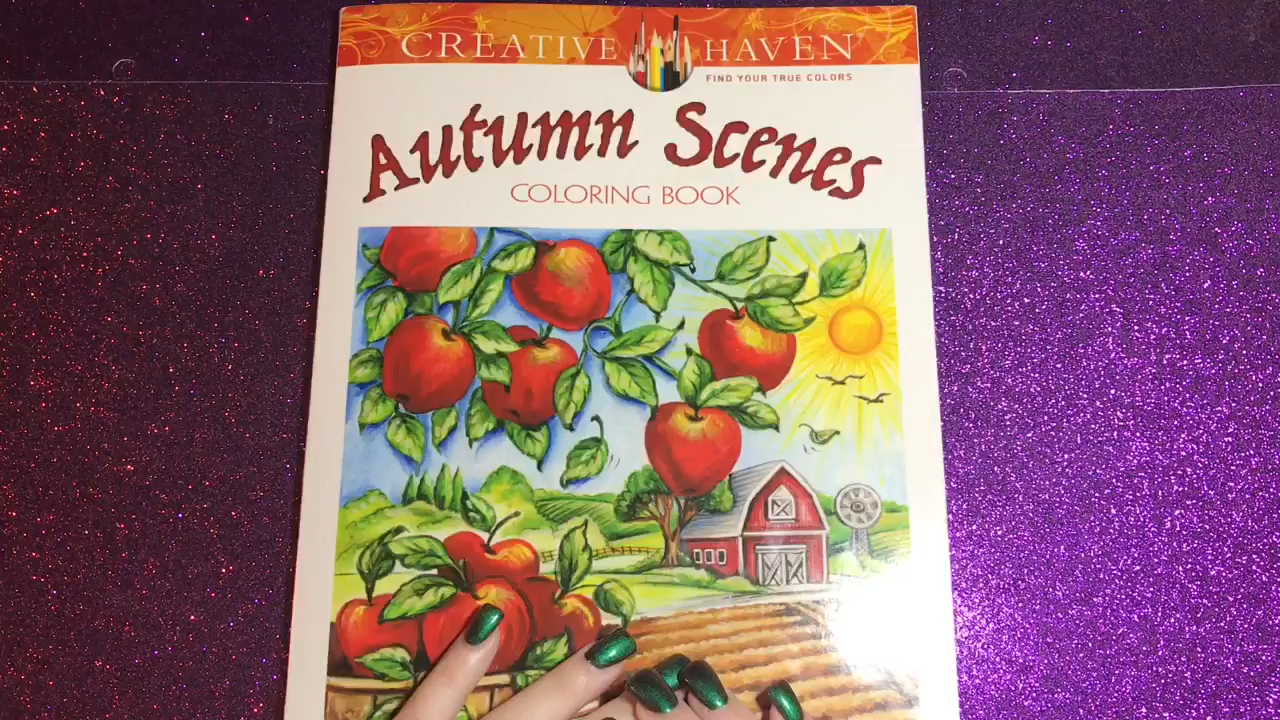 CREATIVE HAVEN
FIND YOUR TRUE COLORS
Autumn Scenes
COLORING BOOK